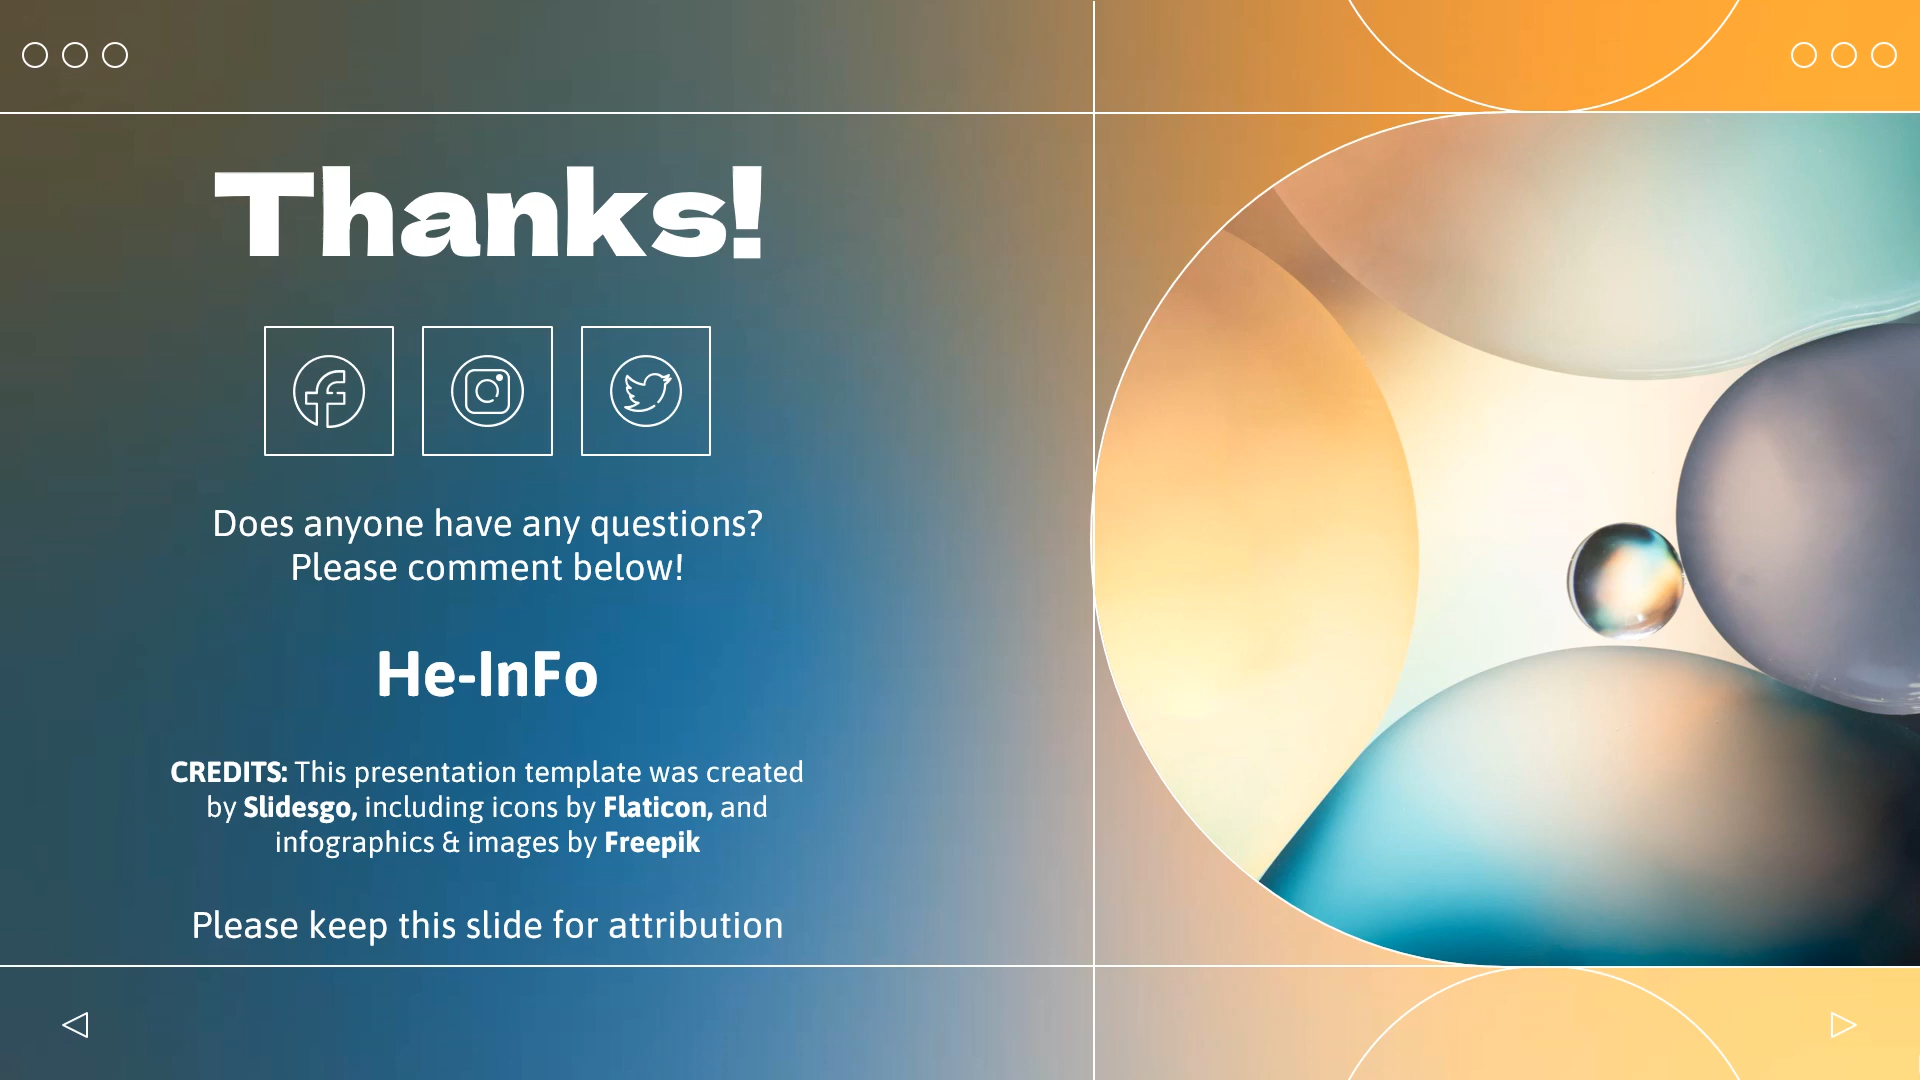 Thanks!
Does anyone have any questions?
Please comment below!
He-InFo
CREDITS: This presentation template was created
by Slidesgo, including icons by Flaticon, and
infographics & images by Freepik
Please keep this slide for attribution